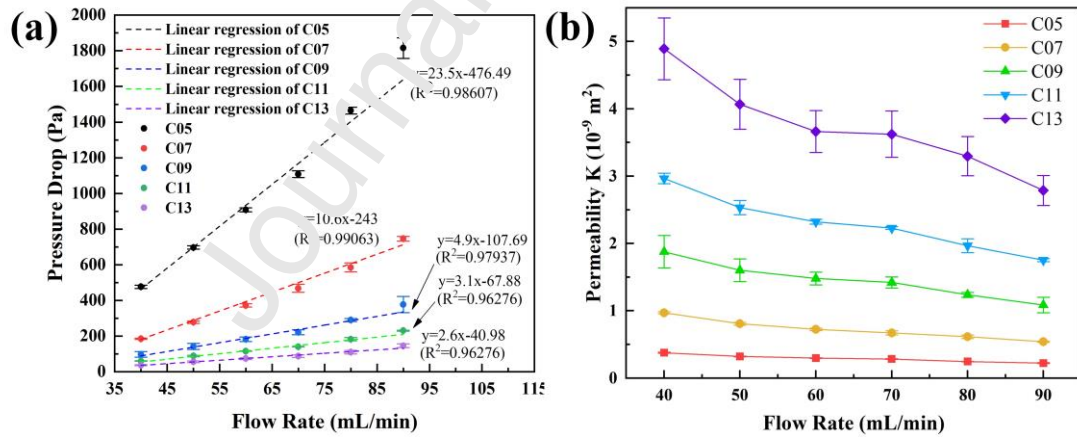 (a)
Linear regression of C05
Linear regression of C07
Linear regression of C09
Linear regression of C11
Linear regression of C13
C05
C07
C09
C11
C13
Pressure Drop (Pa)
2000
1800
1600
1400
1200
1000
800
600
400
200
0
y=23.5x-476.49
(R²=0.98607)
=10.6x-243
(R²=0.99063)
y=4.9x-107.69
(R²=0.97937)
y=3.1x-67.88
(R²=0.96276)
y=2.6x-40.98
(R²=0.96276)
35 45 55 65 75 85 95 105 115
Flow Rate (mL/min)
Journal
(b)
C05
C07
C09
C11
C13
Permeability K (10⁻⁹ m²)
5
4
3
2
1
0
40 50 60 70 80 90
Flow Rate (mL/min)